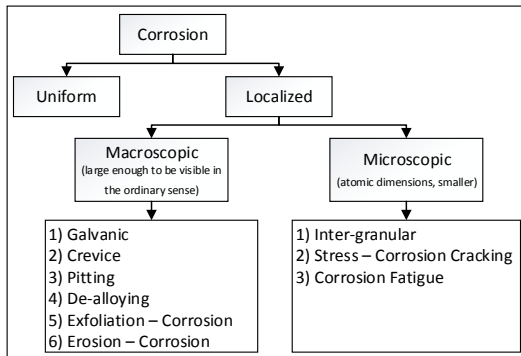 Corrosion
Uniform
Localized
Macroscopic
(large enough to be visible in
the ordinary sense)
Microscopic
(atomic dimensions, smaller)
1) Galvanic
2) Crevice
3) Pitting
4) De-alloying
5) Exfoliation – Corrosion
6) Erosion – Corrosion
1) Inter-granular
2) Stress – Corrosion Cracking
3) Corrosion Fatigue